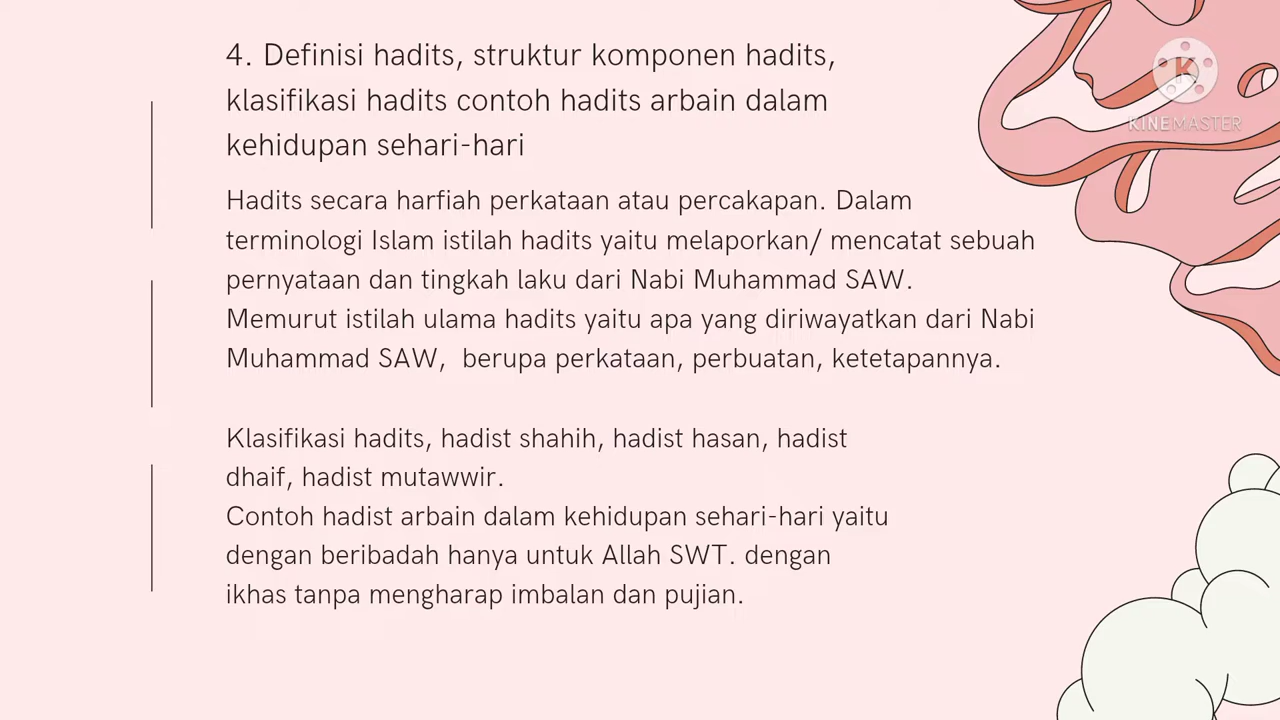 4. Definisi hadits, struktur komponen hadits,
klasifikasi hadits contoh hadits arbain dalam
kehidupan sehari-hari
Hadits secara harfiah perkataan atau percakapan. Dalam
terminologi Islam istilah hadits yaitu melaporkan/ mencatat sebuah
pernyataan dan tingkah laku dari Nabi Muhammad SAW.
Memurut istilah ulama hadits yaitu apa yang diriwayatkan dari Nabi
Muhammad SAW,  berupa perkataan, perbuatan, ketetapannya.
Klasifikasi hadits, hadist shahih, hadist hasan, hadist
dhaif, hadist mutawwir.
Contoh hadist arbain dalam kehidupan sehari-hari yaitu
dengan beribadah hanya untuk Allah SWT. dengan
ikhas tanpa mengharap imbalan dan pujian.
K
KINEMASTER